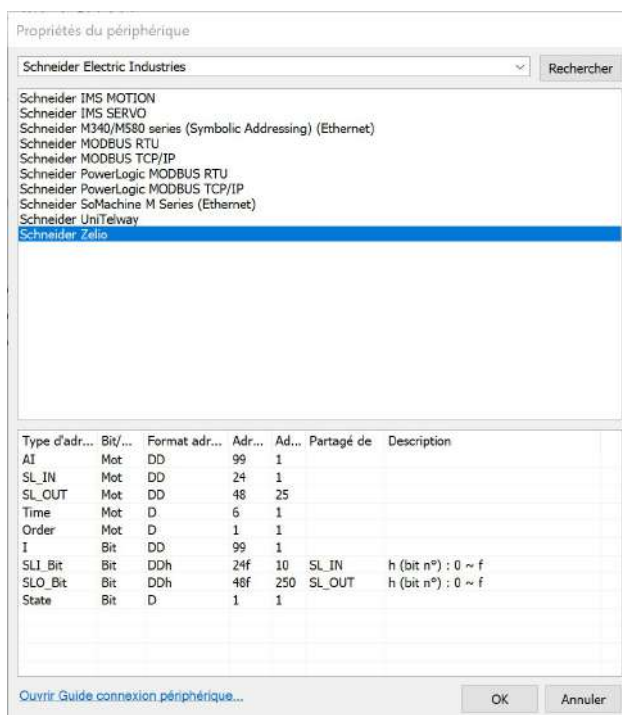 Propriétés du périphérique
Schneider Electric Industries Rechercher
Schneider IMS MOTION
Schneider IMS SERVO
Schneider M340/M580 series (Symbolic Addressing) (Ethernet)
Schneider MODBUS RTU
Schneider MODBUS TCP/IP
Schneider PowerLogic MODBUS RTU
Schneider PowerLogic MODBUS TCP/IP
Schneider SoMachine M Series (Ethernet)
Schneider UniTelway
Schneider Zelio
Type d'adr... Bit/... Format adr... Adr... Ad... Partagé de Description
AI Mot DD 99 1
SL_IN Mot DD 24 1
SL_OUT Mot DD 48 25
Time Mot D 6 1
Order Mot D 1 1
I Bit DD 99 1
SLI_Bit Bit DDh 24f 10 SL_IN h (bit n°) : 0 ~ f
SLO_Bit Bit DDh 48f 250 SL_OUT h (bit n°) : 0 ~ f
State Bit D 1 1
Ouvrir Guide connexion périphérique... OK Annuler